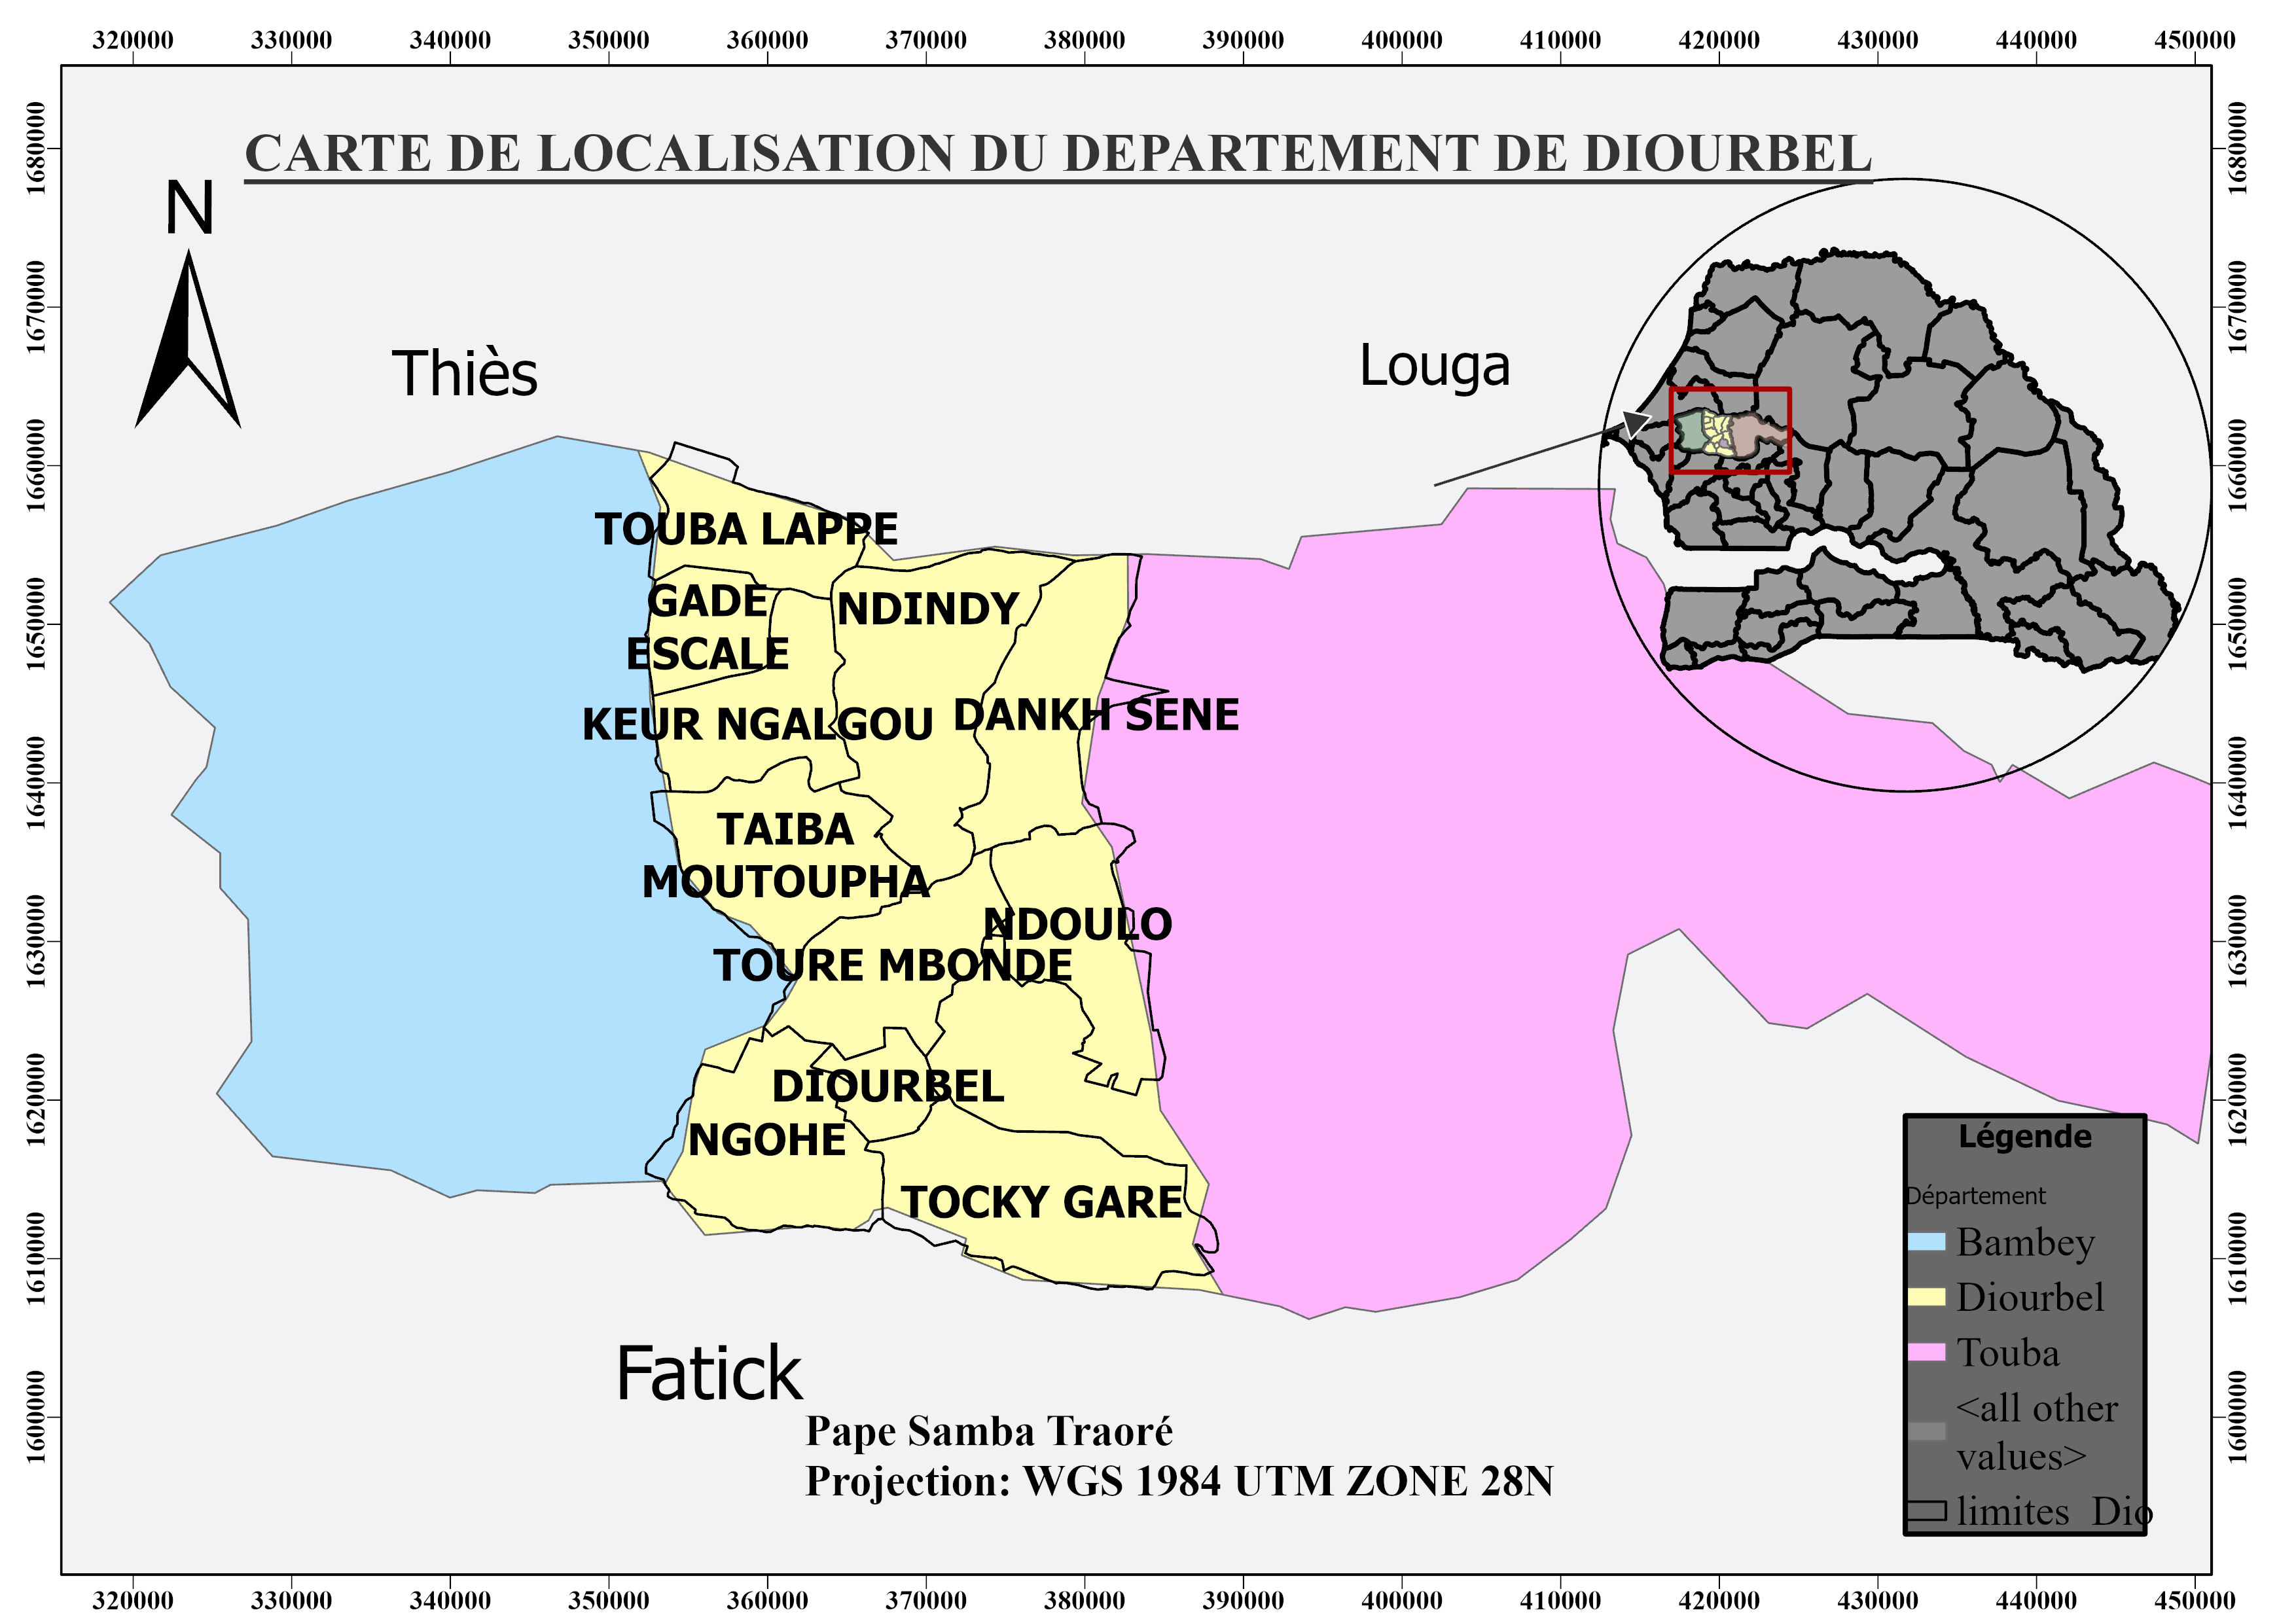 320000 330000 340000 350000 360000 370000 380000 390000 400000 410000 420000 430000 440000 450000
CARTE DE LOCALISATION DU DEPARTEMENT DE DIOURBEL
N
Thiès
Louga
TOUBA LAPPE
GADE
ESCALE
NDINDY
KEUR NGALGOU
DANKH SENE
TAIBA
MOUTOUPHA
NDOULO
TOURE MBONDE
DIOURBEL
NGOHE
TOCKY GARE
Fatick
Pape Samba Traoré
Projection: WGS 1984 UTM ZONE 28N
Légende
Département
Bambey
Diourbel
Touba
<all other
values>
limites Dio
1680000
1670000
1660000
1650000
1640000
1630000
1620000
1610000
1600000
1680000
1670000
1660000
1650000
1640000
1630000
1620000
1610000
1600000
320000 330000 340000 350000 360000 370000 380000 390000 400000 410000 420000 430000 440000 450000